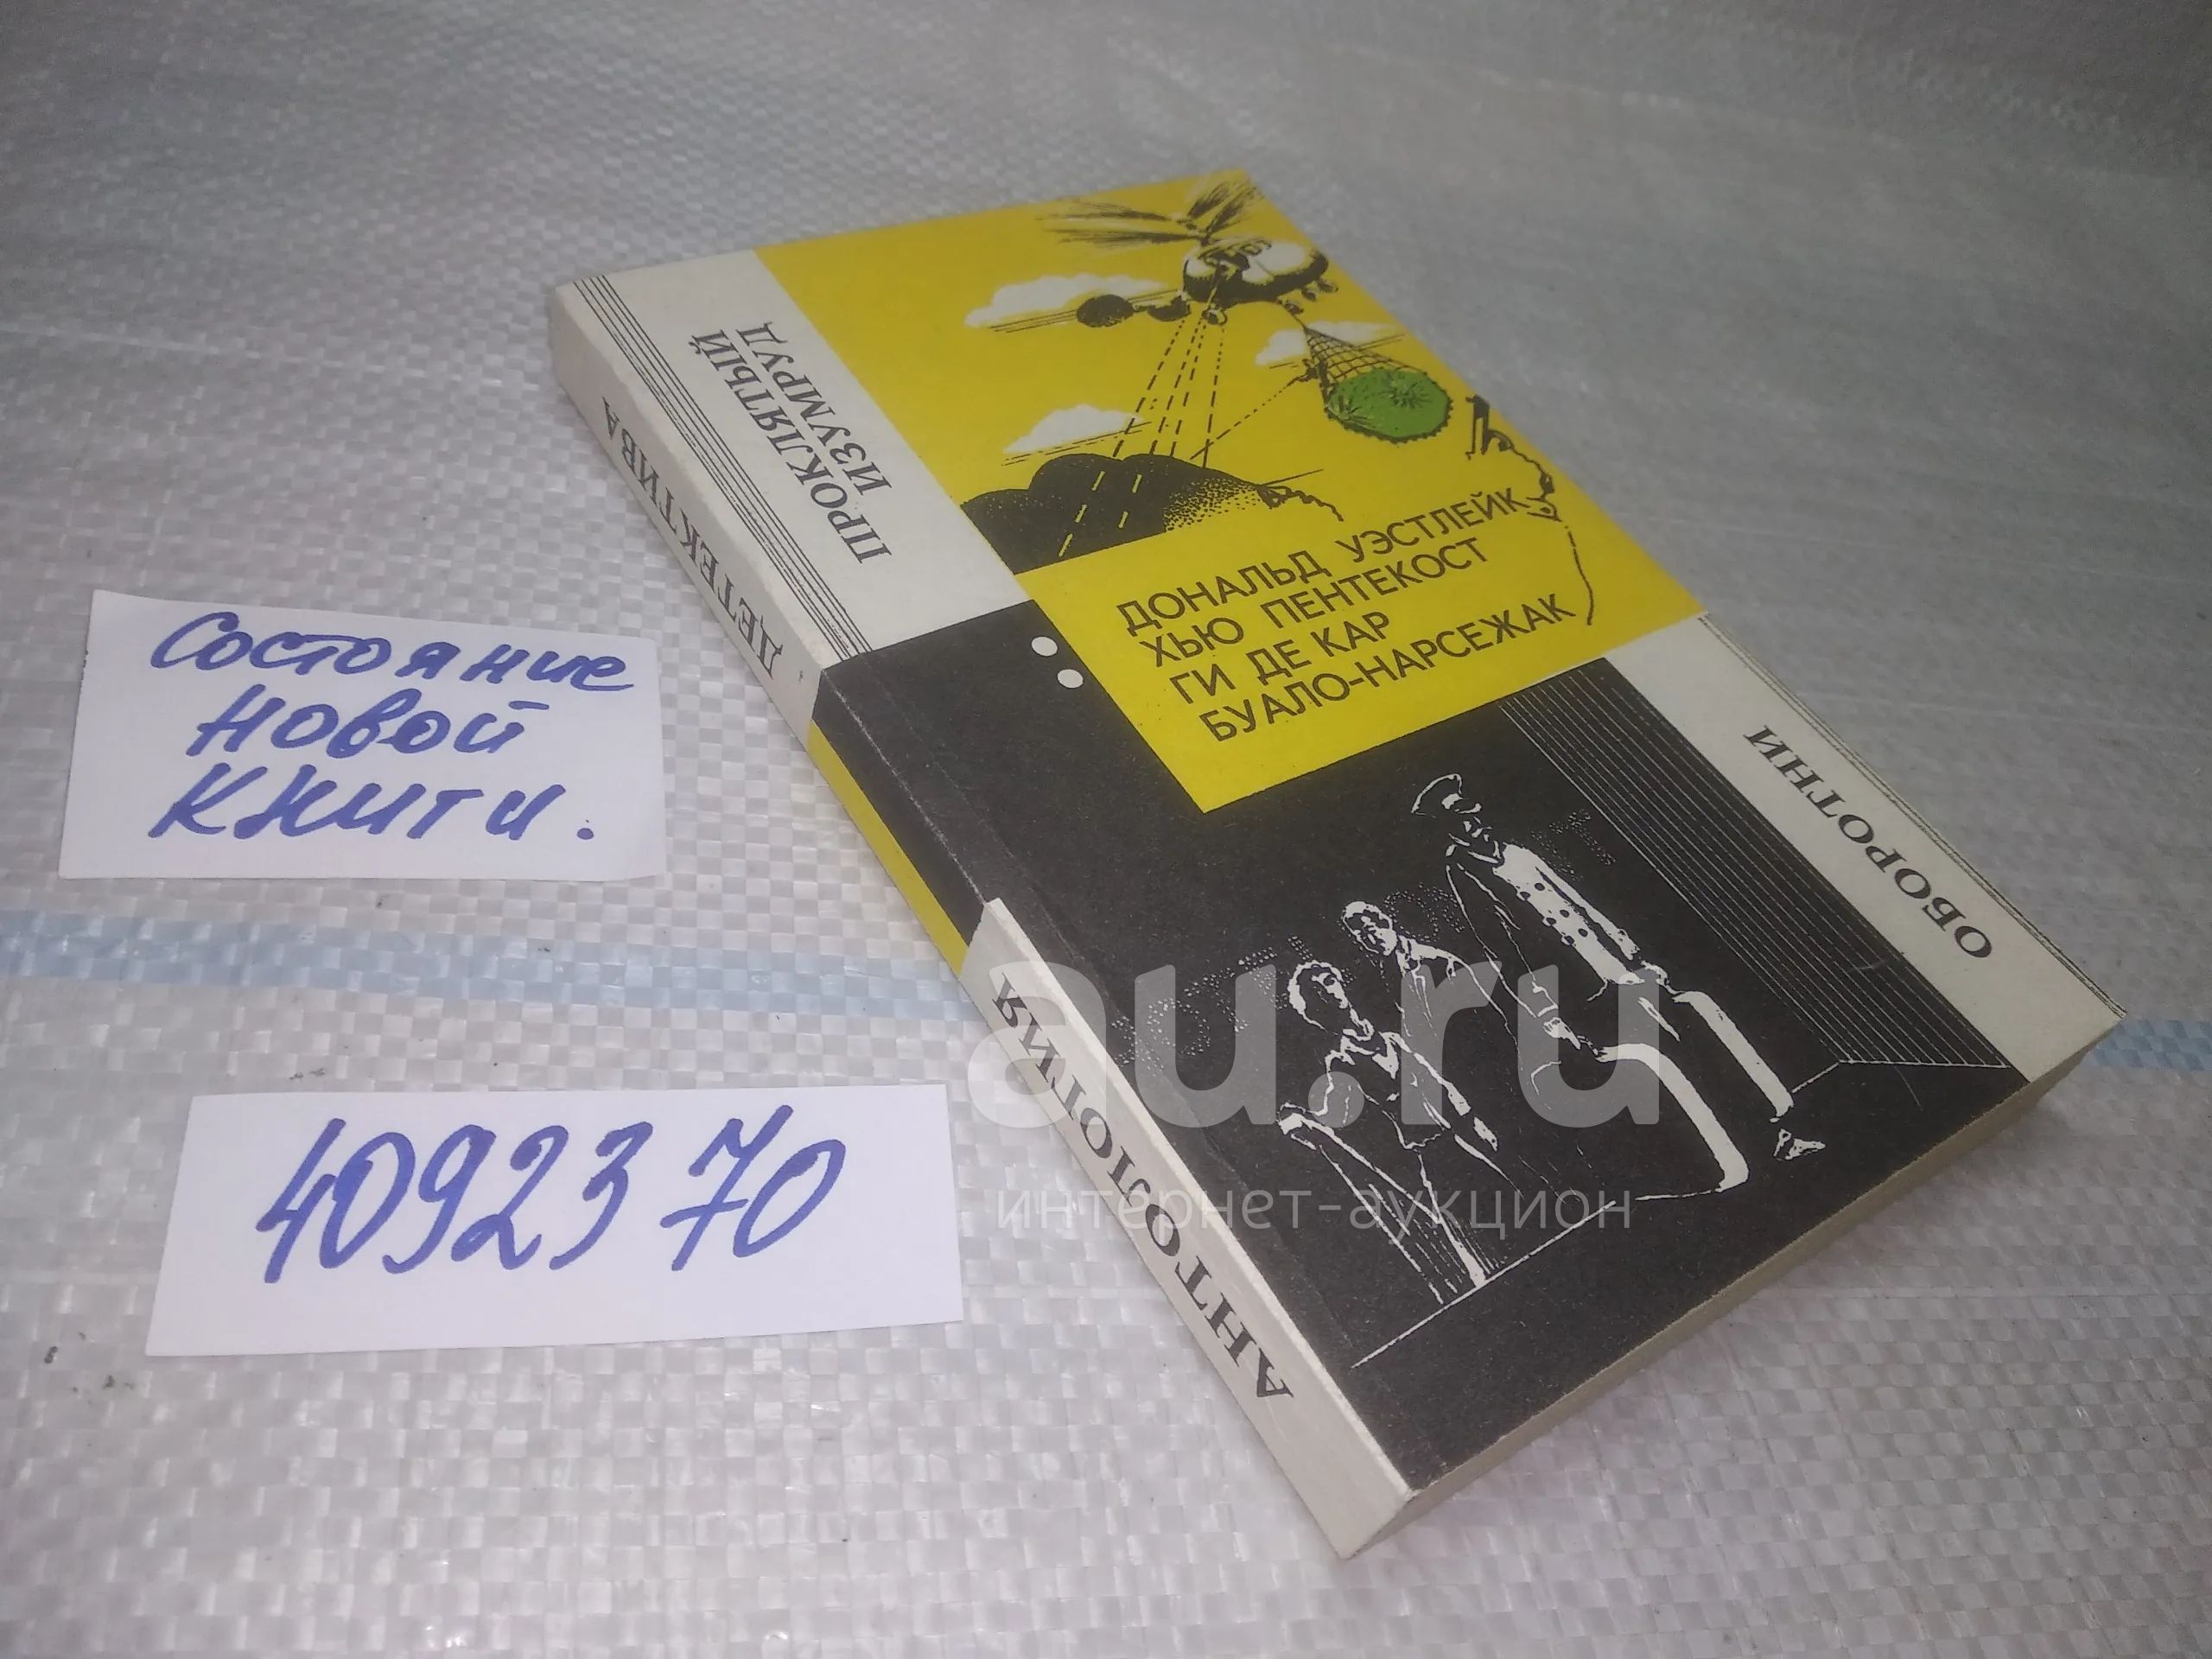 Состояние
новой
книги.
4092370
АНТОЛОГИЯ
ДЕТЕКТИВА
ПРОКЛЯТЫЙ
ИЗУМРУД
ДОНАЛЬД УЭСТЛЕЙК
ХЬЮ ПЕНТЕКОСТ
ГИ ДЕ КАР
БУАЛО-НАРСЕЖАК
ОБОРОТНИ
au.ru
интернет-аукцион